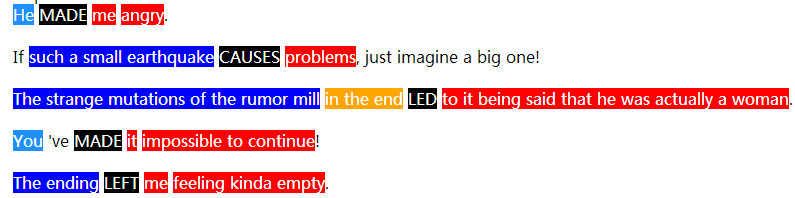 He MADE me angry.
If such a small earthquake CAUSES problems, just imagine a big one!
The strange mutations of the rumor mill in the end LED to it being said that he was actually a woman.
You 've MADE it impossible to continue!
The ending LEFT me feeling kinda empty.